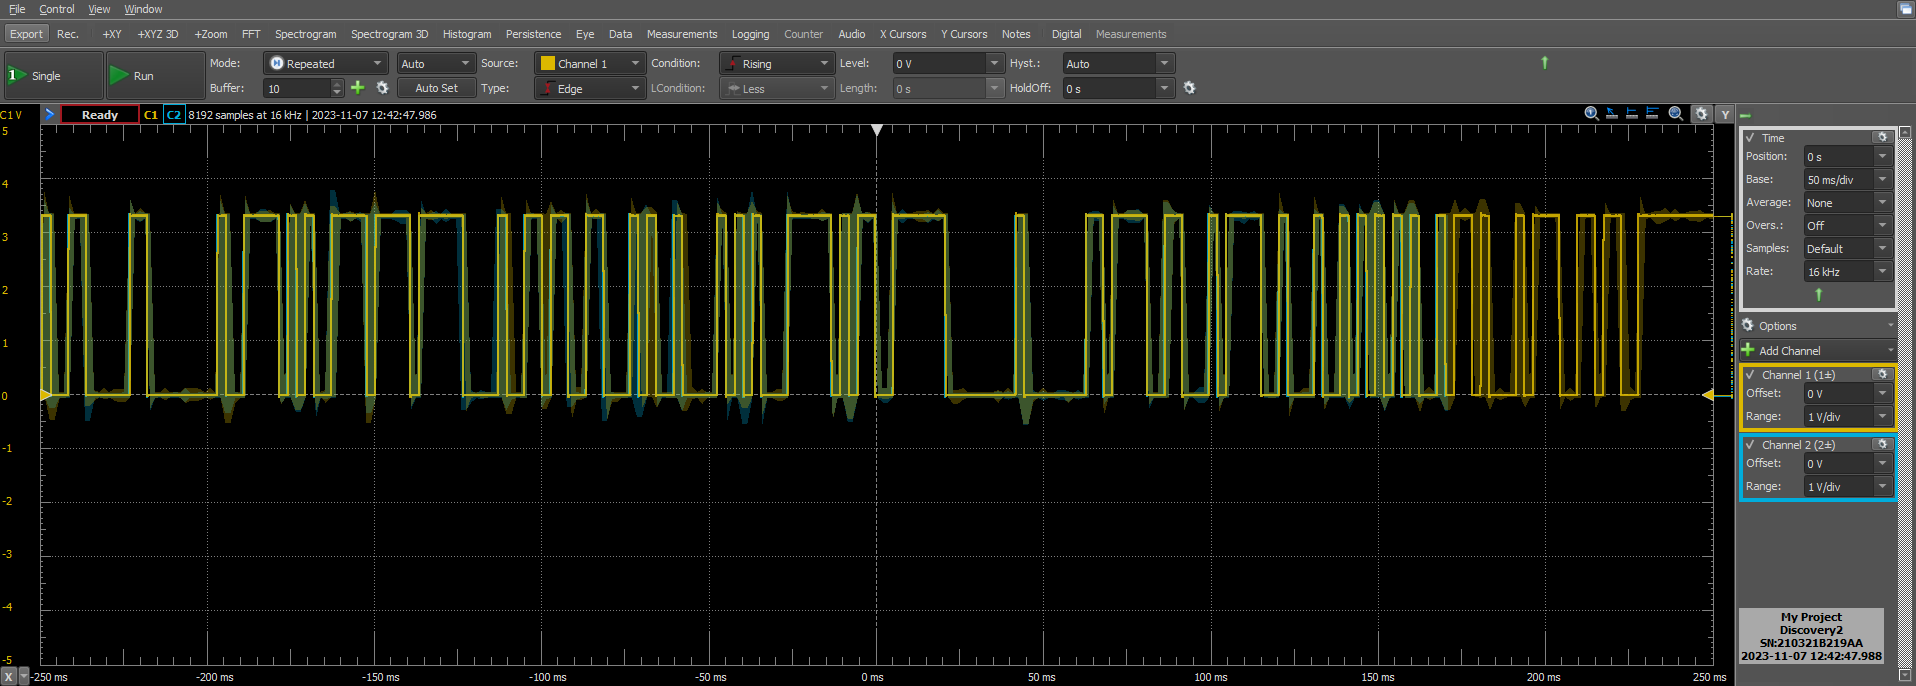 File Control View Window
Export Rec. +XY +XYZ 3D +Zoom FFT Spectrogram Spectrogram 3D Histogram Persistence Eye Data Measurements Logging Counter Audio X Cursors Y Cursors Notes Digital Measurements
1 Single Run Mode: Repeated Auto Source: Channel 1 Condition: Rising Level: 0 V Hyst.: Auto
Buffer: 10 Auto Set Type: Edge LCondition: Less Length: 0 s HoldOff: 0 s
C1 V Ready C1 C2 8192 samples at 16 kHz | 2023-11-07 12:42:47.986 Y
5
4
3
2
1
0
-1
-2
-3
-4
-5
X -250 ms -200 ms -150 ms -100 ms -50 ms 0 ms 50 ms 100 ms 150 ms 200 ms 250 ms
Time
Position: 0 s
Base: 50 ms/div
Average: None
Overs.: Off
Samples: Default
Rate: 16 kHz
Options
Add Channel
Channel 1 (1±)
Offset: 0 V
Range: 1 V/div
Channel 2 (2±)
Offset: 0 V
Range: 1 V/div
My Project
Discovery2
SN:210321B219AA
2023-11-07 12:42:47.988